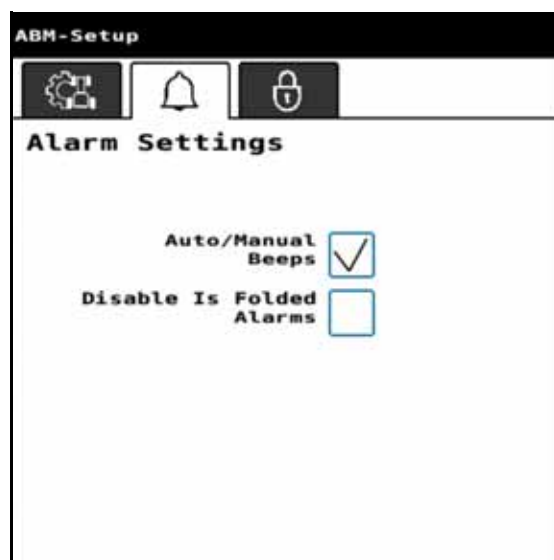 ABM-Setup
Alarm Settings
Auto/Manual
Beeps
Disable Is Folded
Alarms